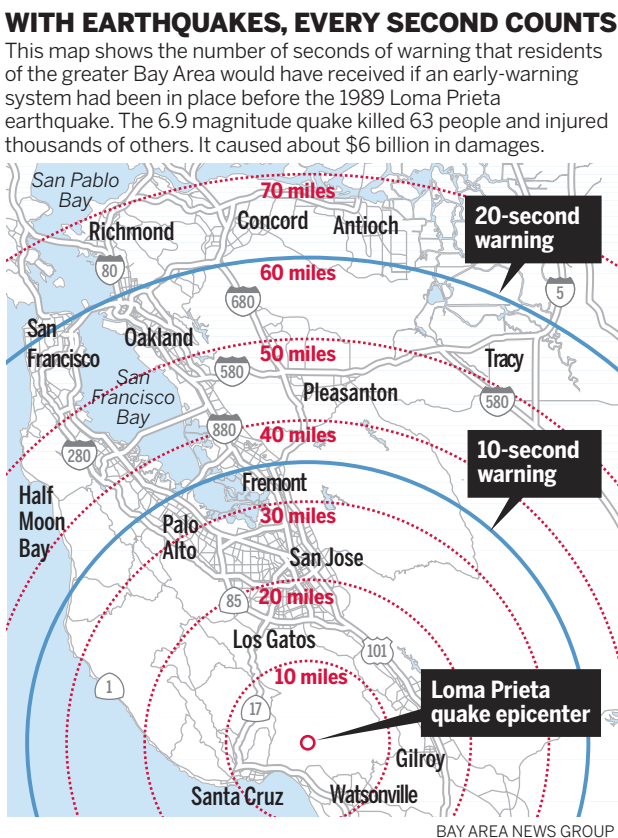 WITH EARTHQUAKES, EVERY SECOND COUNTS
This map shows the number of seconds of warning that residents
of the greater Bay Area would have received if an early-warning
system had been in place before the 1989 Loma Prieta
earthquake. The 6.9 magnitude quake killed 63 people and injured
thousands of others. It caused about $6 billion in damages.
San Pablo
Bay
70 miles
Richmond
Concord
Antioch
20-second
warning
80
60 miles
680
5
San
Francisco
Oakland
50 miles
Tracy
San
Francisco
Bay
580
Pleasanton
580
880
40 miles
280
10-second
warning
Half
Moon
Bay
Fremont
Palo
Alto
30 miles
San Jose
85
20 miles
Los Gatos
101
10 miles
1
17
Loma Prieta
quake epicenter
Gilroy
Santa Cruz
Watsonville
BAY AREA NEWS GROUP